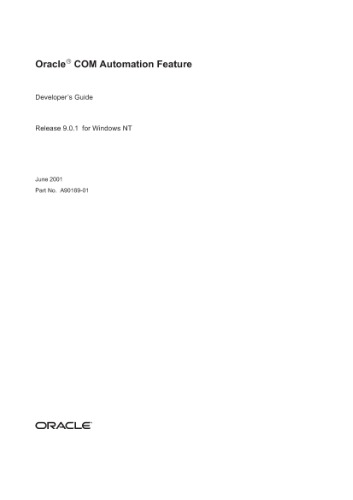 Oracle® COM Automation Feature
Developer's Guide
Release 9.0.1 for Windows NT
June 2001
Part No. A90169-01
ORACLE®